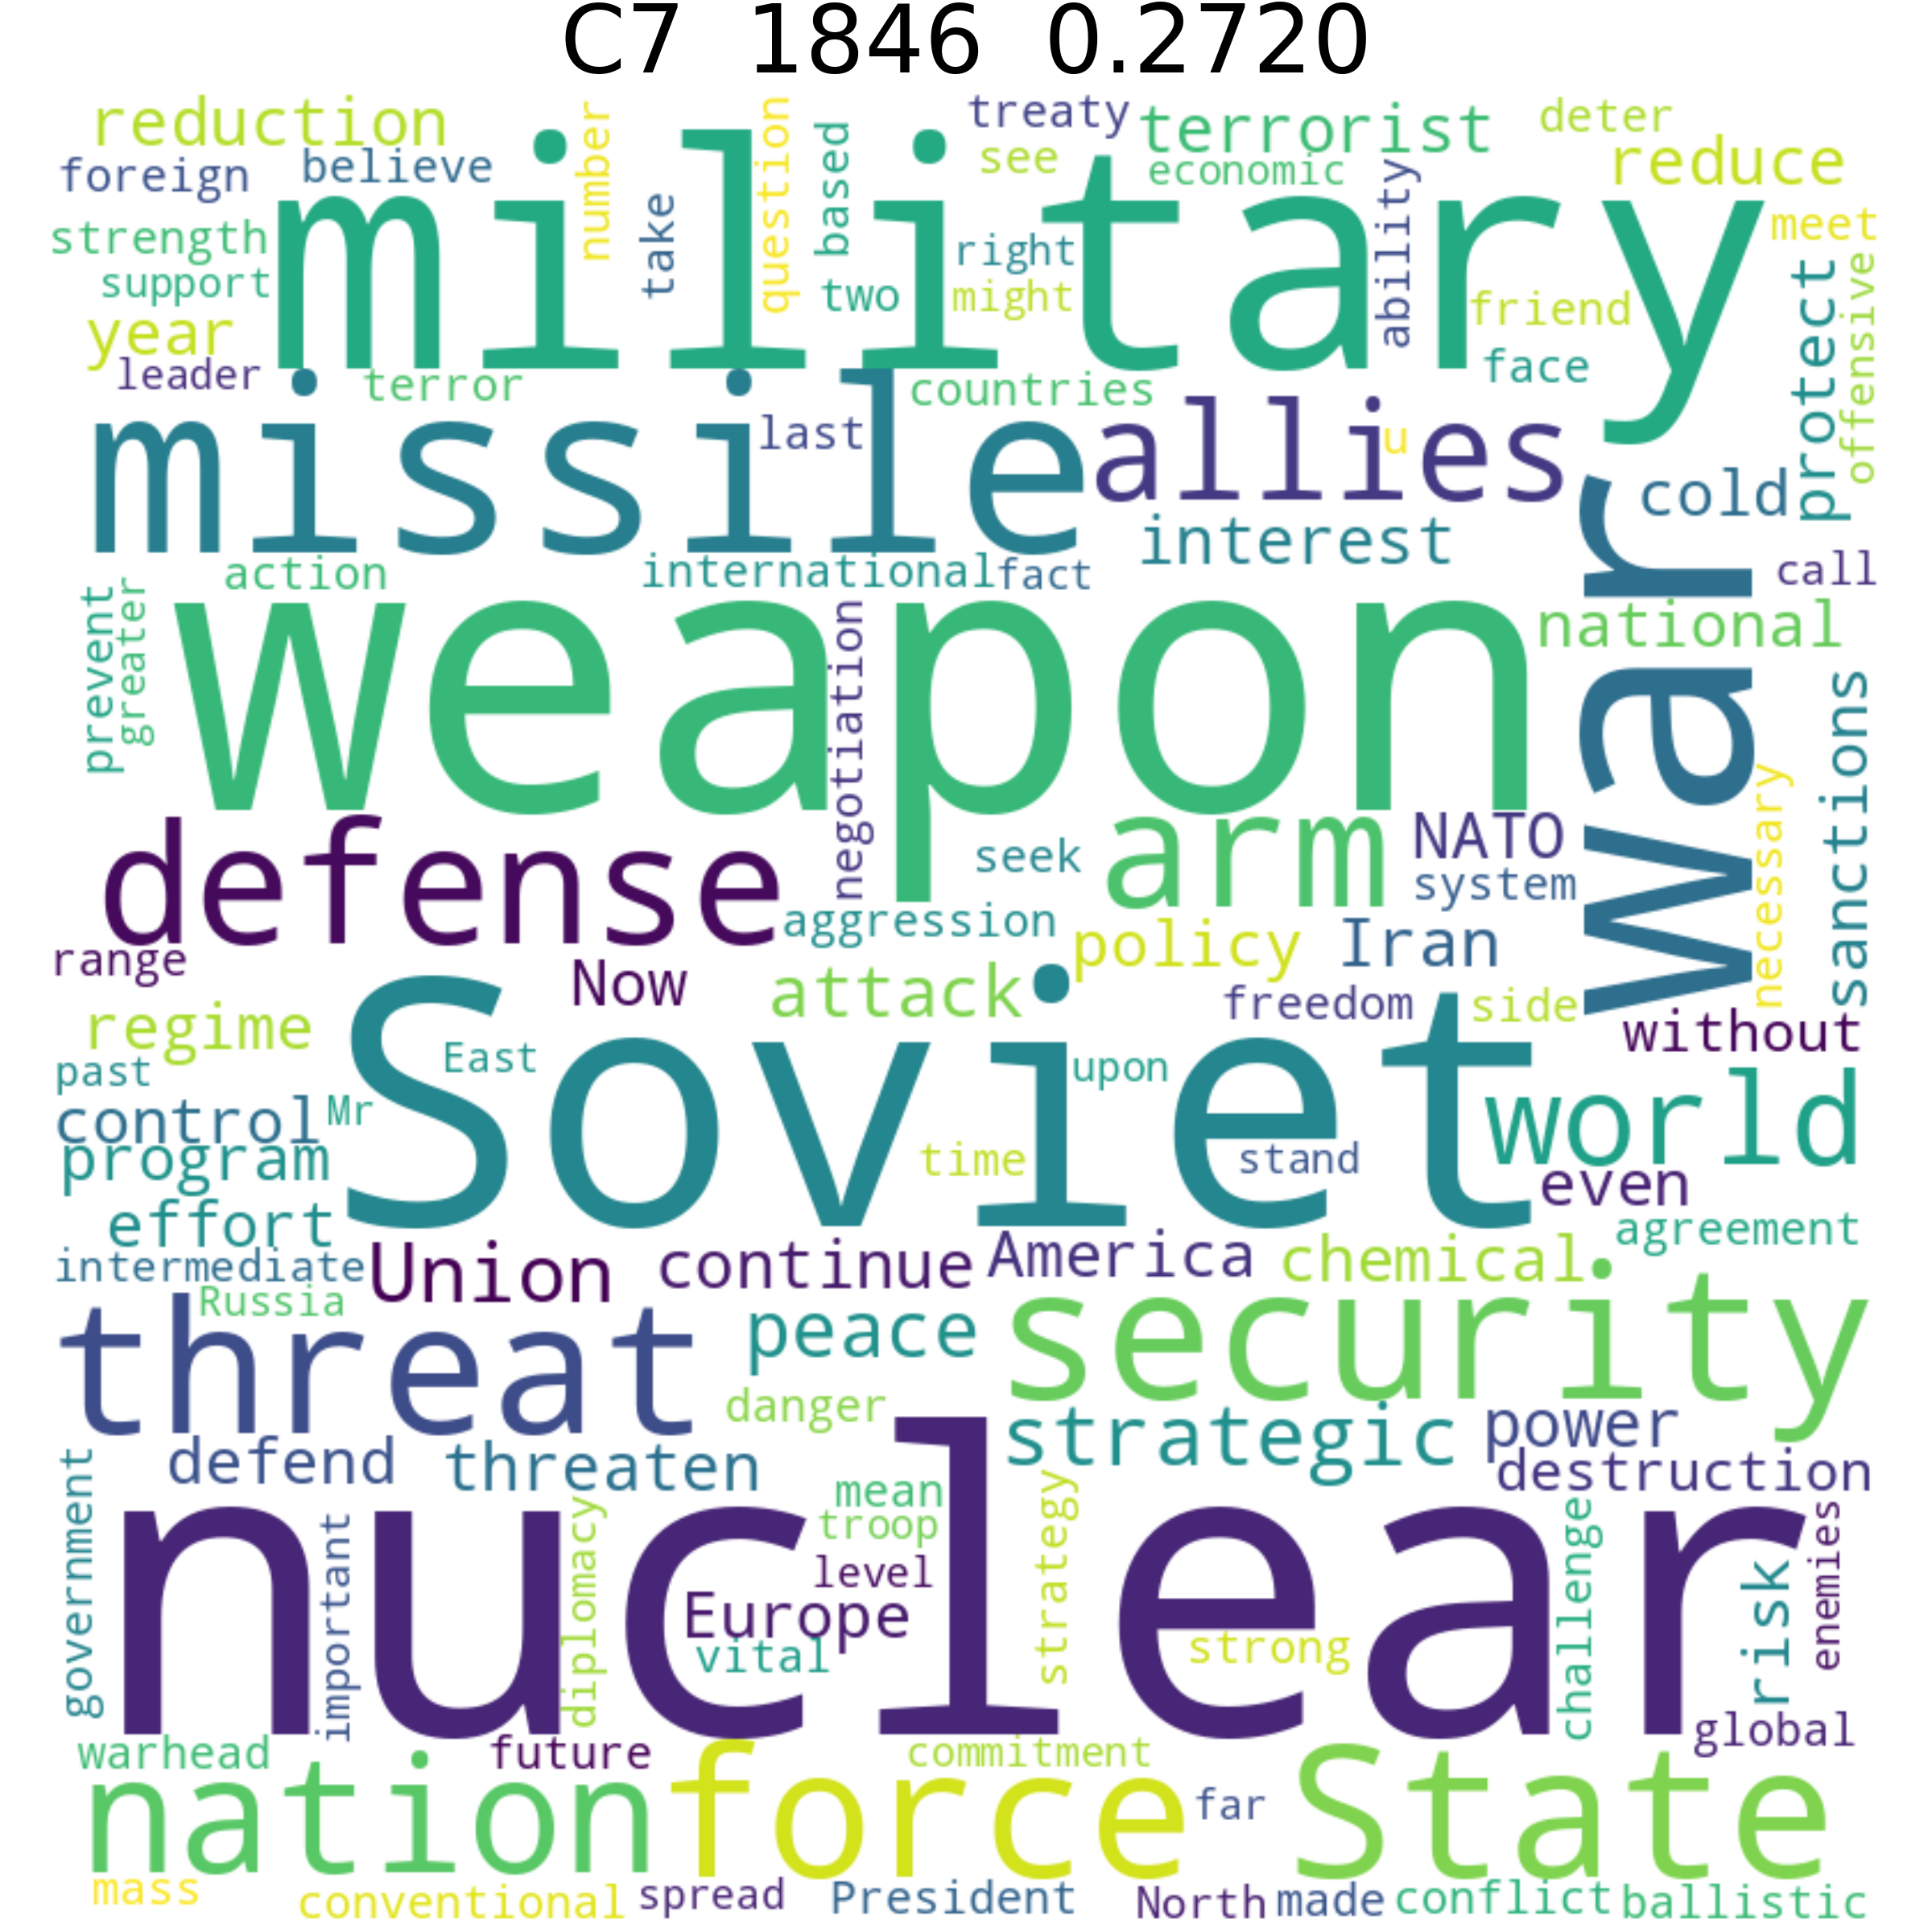 C7 1846 0.2720
reduction
number
question
based
treaty
terrorist
deter
foreign
believe
see
economic
reduce
strength
take
ability
meet
support
military
right
two
might
friend
protect
offensive
year
leader
terror
countries
face
missile
last
allies
u
cold
interest
action
international
fact
call
prevent
greater
weapon
negotiation
national
war
sanctions
necessary
defense
seek
arm
NATO
system
aggression
policy
Iran
range
Now
attack
freedom
side
regime
without
East
past
Soviet
upon
control
Mr
world
program
time
stand
even
effort
agreement
intermediate
Union
continue
America
chemical
Russia
threat
peace
security
danger
strategic
power
defend
threaten
destruction
government
mean
strategy
important
nuclear
diplomacy
troop
level
Europe
vital
strong
challenge
risk
enemies
global
warhead
future
commitment
nation
force
far
State
mass
conventional
spread
President
North
made
conflict
ballistic